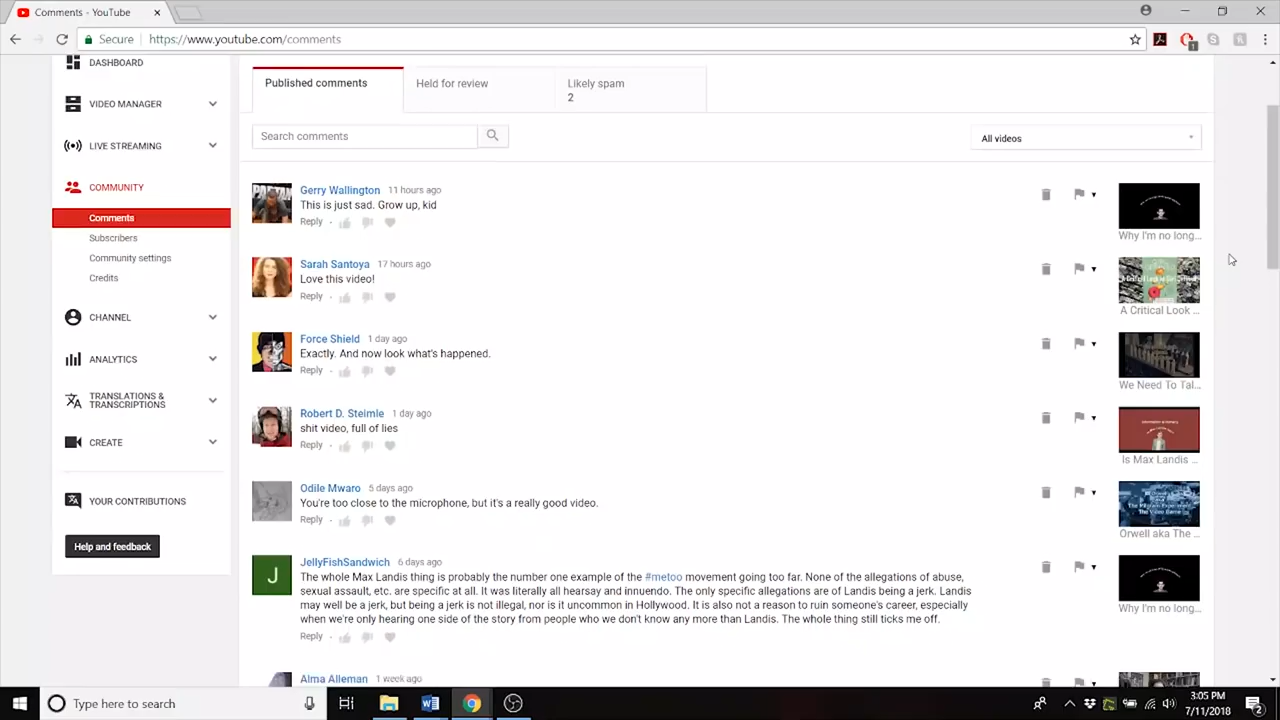 Comments - YouTube
Secure https://www.youtube.com/comments
DASHBOARD
VIDEO MANAGER
LIVE STREAMING
COMMUNITY
Comments
Subscribers
Community settings
Credits
CHANNEL
ANALYTICS
TRANSLATIONS &
TRANSCRIPTIONS
CREATE
YOUR CONTRIBUTIONS
Help and feedback
Published comments
Held for review
Likely spam
2
Search comments
All videos
Gerry Wallington 11 hours ago
This is just sad. Grow up, kid
Reply
Why I'm no long...
Sarah Santoya 17 hours ago
Love this video!
Reply
A Critical Look ...
Force Shield 1 day ago
Exactly. And now look what's happened.
Reply
We Need To Tal...
Robert D. Steimle 1 day ago
shit video, full of lies
Reply
Is Max Landis ...
Odile Mwaro 5 days ago
You're too close to the microphone, but it's a really good video.
Reply
Orwell aka The ...
J
JellyFishSandwich 6 days ago
The whole Max Landis thing is probably the number one example of the #metoo movement going too far. None of the allegations of abuse,
sexual assault, etc. are specific at all. It was literally all hearsay and innuendo. The only specific allegations are of Landis being a jerk. Landis
may well be a jerk, but being a jerk is not illegal, nor is it uncommon in Hollywood. It is also not a reason to ruin someone's career, especially
when we're only hearing one side of the story from people who we don't know any more than Landis. The whole thing still ticks me off.
Reply
Why I'm no long...
Alma Alleman 1 week ago
Type here to search
3:05 PM
7/11/2018
2